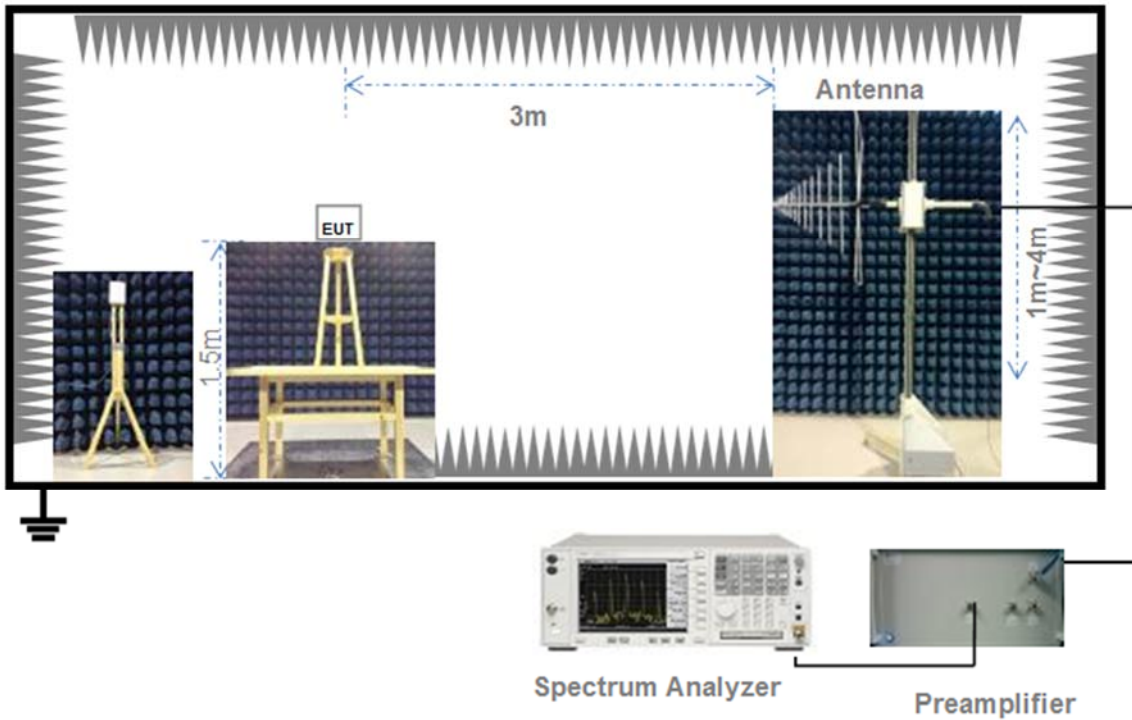 Antenna
3m
EUT
1.5m
1m~4m
Spectrum Analyzer
Preamplifier